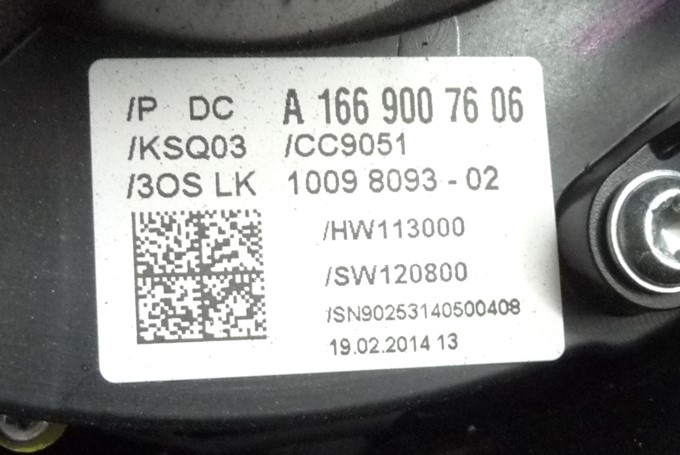 /P DC A 166 900 76 06
/KSQ03 /CC9051
/3OS LK 1009 8093 - 02
/HW113000
/SW120800
/SN90253140500408
19.02.2014 13